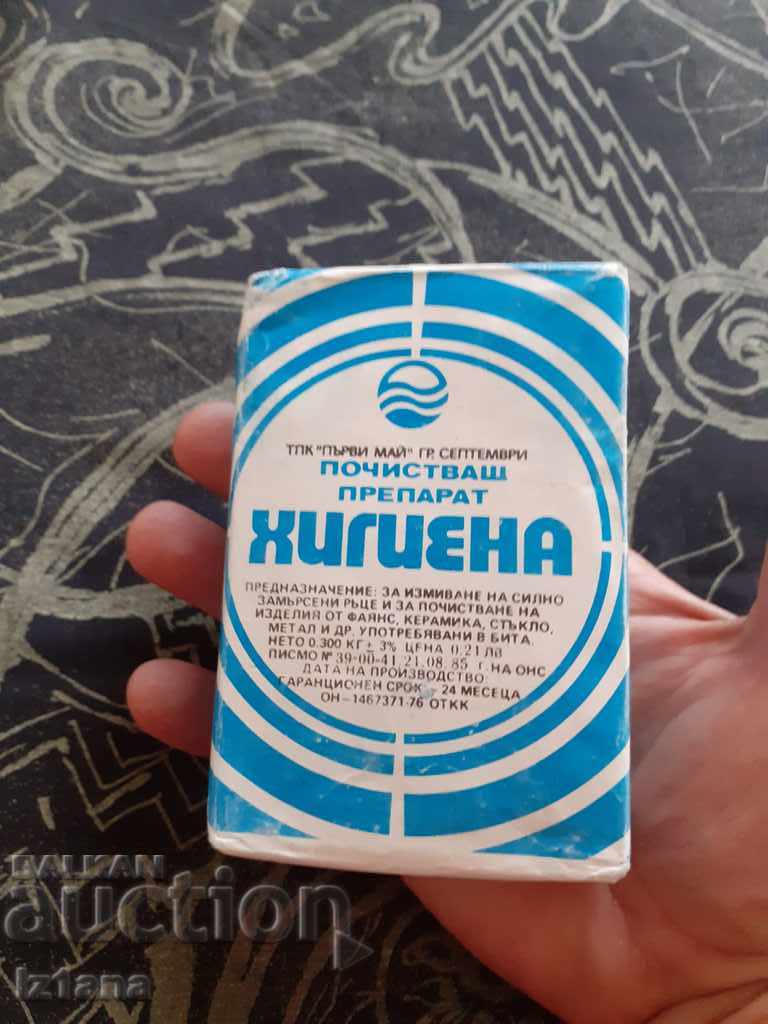 ТПК "ПЪРВИ МАЙ" ГР. СЕПТЕМВРИ
ПОЧИСТВАЩ
ПРЕПАРАТ
ХИГИЕНА
ПРЕДНАЗНАЧЕНИЕ: ЗА ИЗМИВАНЕ НА СИЛНО
ЗАМЪРСЕНИ РЪЦЕ И ЗА ПОЧИСТВАНЕ НА
ИЗДЕЛИЯ ОТ ФАЯНС, КЕРАМИКА, СТЪКЛО,
МЕТАЛ И ДР. УПОТРЕБЯВАНИ В БИТА.
НЕТО 0.300 КГ ± 3% ЦЕНА 0.21 ЛВ
ПИСМО № 39-00-41 21.08.85 Г. НА ОНС
ДАТА НА ПРОИЗВОДСТВО:
ГАРАНЦИОНЕН СРОК - 24 МЕСЕЦА
ОН-1467371-76 ОТКК
BALKAN
auction
Iz1ana